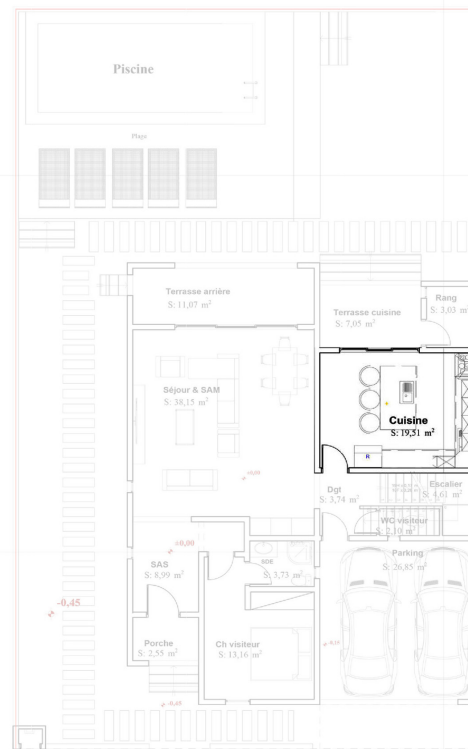 Piscine
Plage
Terrasse arrière
S: 11,07 m²
Terrasse cuisine
S: 7,05 m²
Rang
S: 3,03 m²
Séjour & SAM
S: 38,15 m²
Cuisine
S: 19,51 m²
R
±0,00
Dgt
S: 3,74 m²
Escalier
S: 4,61 m²
WC visiteur
S: 2,10 m²
±0,00
SAS
S: 8,99 m²
SDE
S: 3,73 m²
Parking
S: 26,85 m²
-0,45
Porche
S: 2,55 m²
Ch visiteur
S: 13,16 m²
-0,45